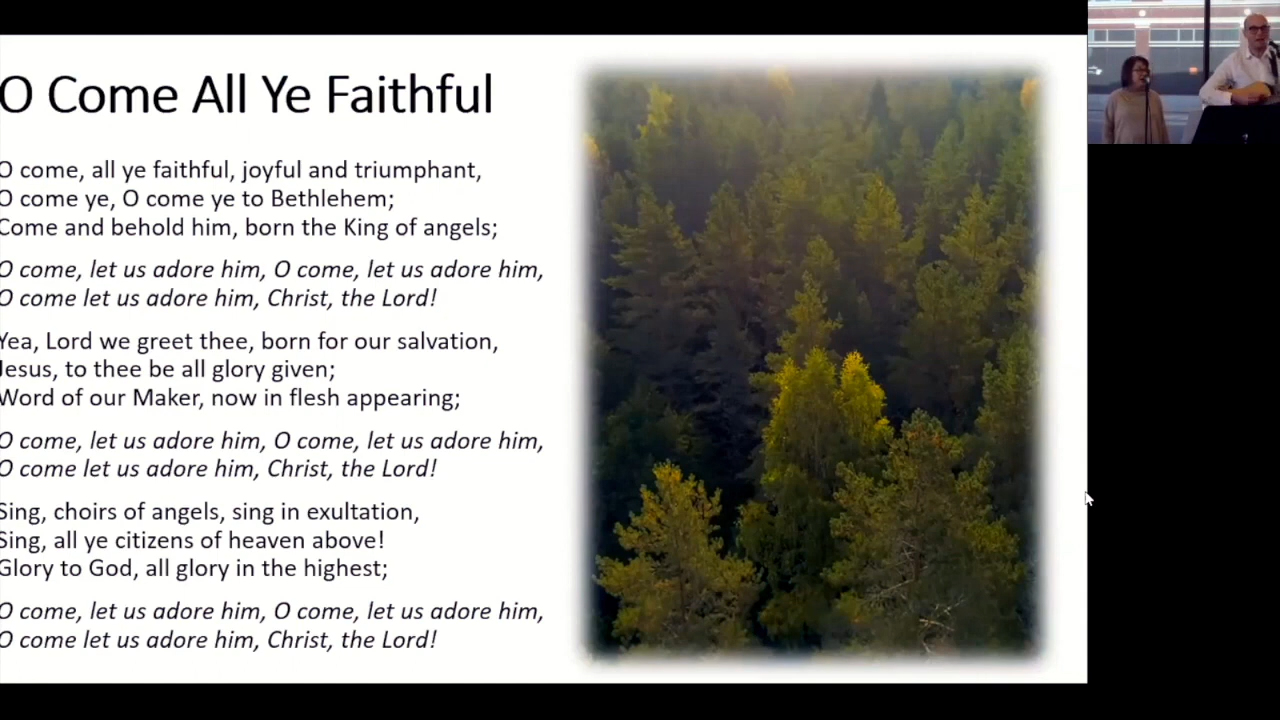 O Come All Ye Faithful
O come, all ye faithful, joyful and triumphant,
O come ye, O come ye to Bethlehem;
Come and behold him, born the King of angels;
O come, let us adore him, O come, let us adore him,
O come let us adore him, Christ, the Lord!
Yea, Lord we greet thee, born for our salvation,
Jesus, to thee be all glory given;
Word of our Maker, now in flesh appearing;
O come, let us adore him, O come, let us adore him,
O come let us adore him, Christ, the Lord!
Sing, choirs of angels, sing in exultation,
Sing, all ye citizens of heaven above!
Glory to God, all glory in the highest;
O come, let us adore him, O come, let us adore him,
O come let us adore him, Christ, the Lord!